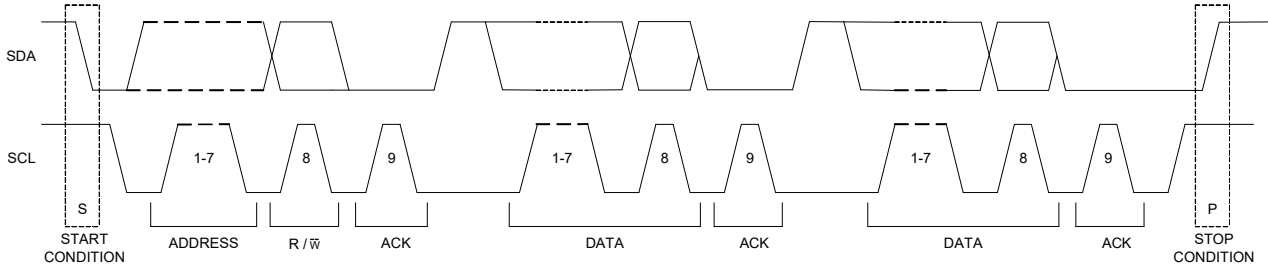 SDA
SCL
1-7
8
9
1-7
8
9
1-7
8
9
S
P
START
CONDITION
ADDRESS
R / w̅
ACK
DATA
ACK
DATA
ACK
STOP
CONDITION